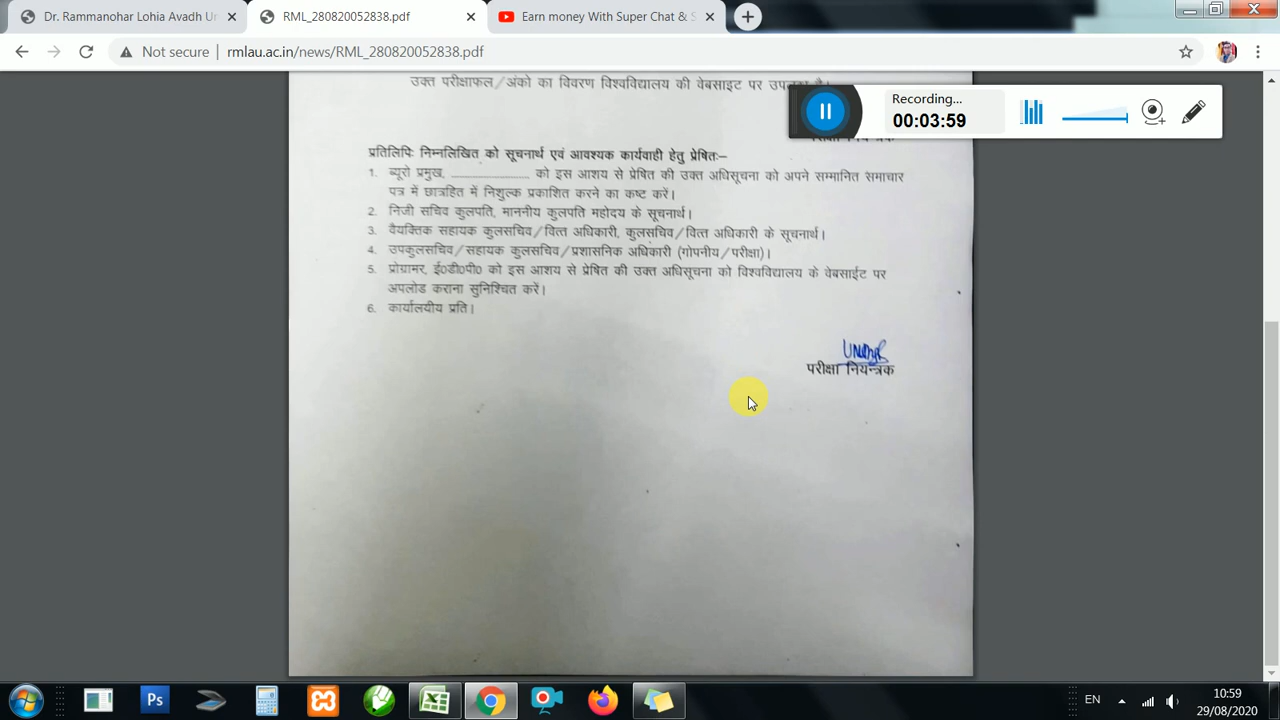 Dr. Rammanohar Lohia Avadh Un
RML_280820052838.pdf
Earn money With Super Chat & S
Not secure
rmlau.ac.in/news/RML_280820052838.pdf
Recording...
00:03:59
उक्त परीक्षाफल/अंको का विवरण विश्वविद्यालय की वेबसाइट पर
प्रतिलिपिः निम्नलिखित को सूचनार्थ एवं आवश्यक कार्यवाही हेतु प्रेषितः–
1. ब्यूरो प्रमुख, .................... को इस आशय से प्रेषित की उक्त अधिसूचना को अपने सम्मानित समाचार
पत्र में छात्रहित में निशुल्क प्रकाशित करने का कष्ट करें।
2. निजी सचिव कुलपति, माननीय कुलपति महोदय के सूचनार्थ।
3. वैयक्तिक सहायक कुलसचिव/वित्त अधिकारी, कुलसचिव/वित्त अधिकारी के सूचनार्थ।
4. उपकुलसचिव/सहायक कुलसचिव/प्रशासनिक अधिकारी (गोपनीय/परीक्षा)।
5. प्रोग्रामर, ई0डी0पी0 को इस आशय से प्रेषित की उक्त अधिसूचना को विश्वविद्यालय के वेबसाईट पर
अपलोड कराना सुनिश्चित करें।
6. कार्यालयीय प्रति।
परीक्षा नियन्त्रक
Ps
EN
10:59
29/08/2020